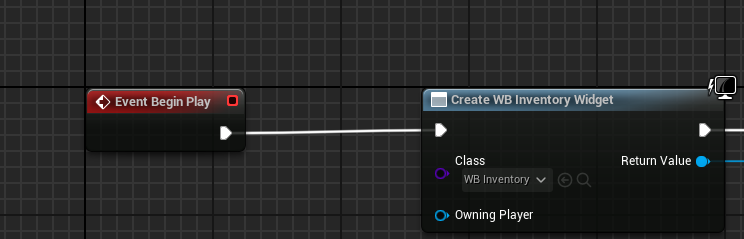 Event Begin Play
Create WB Inventory Widget
Class
Return Value
WB Inventory
Owning Player